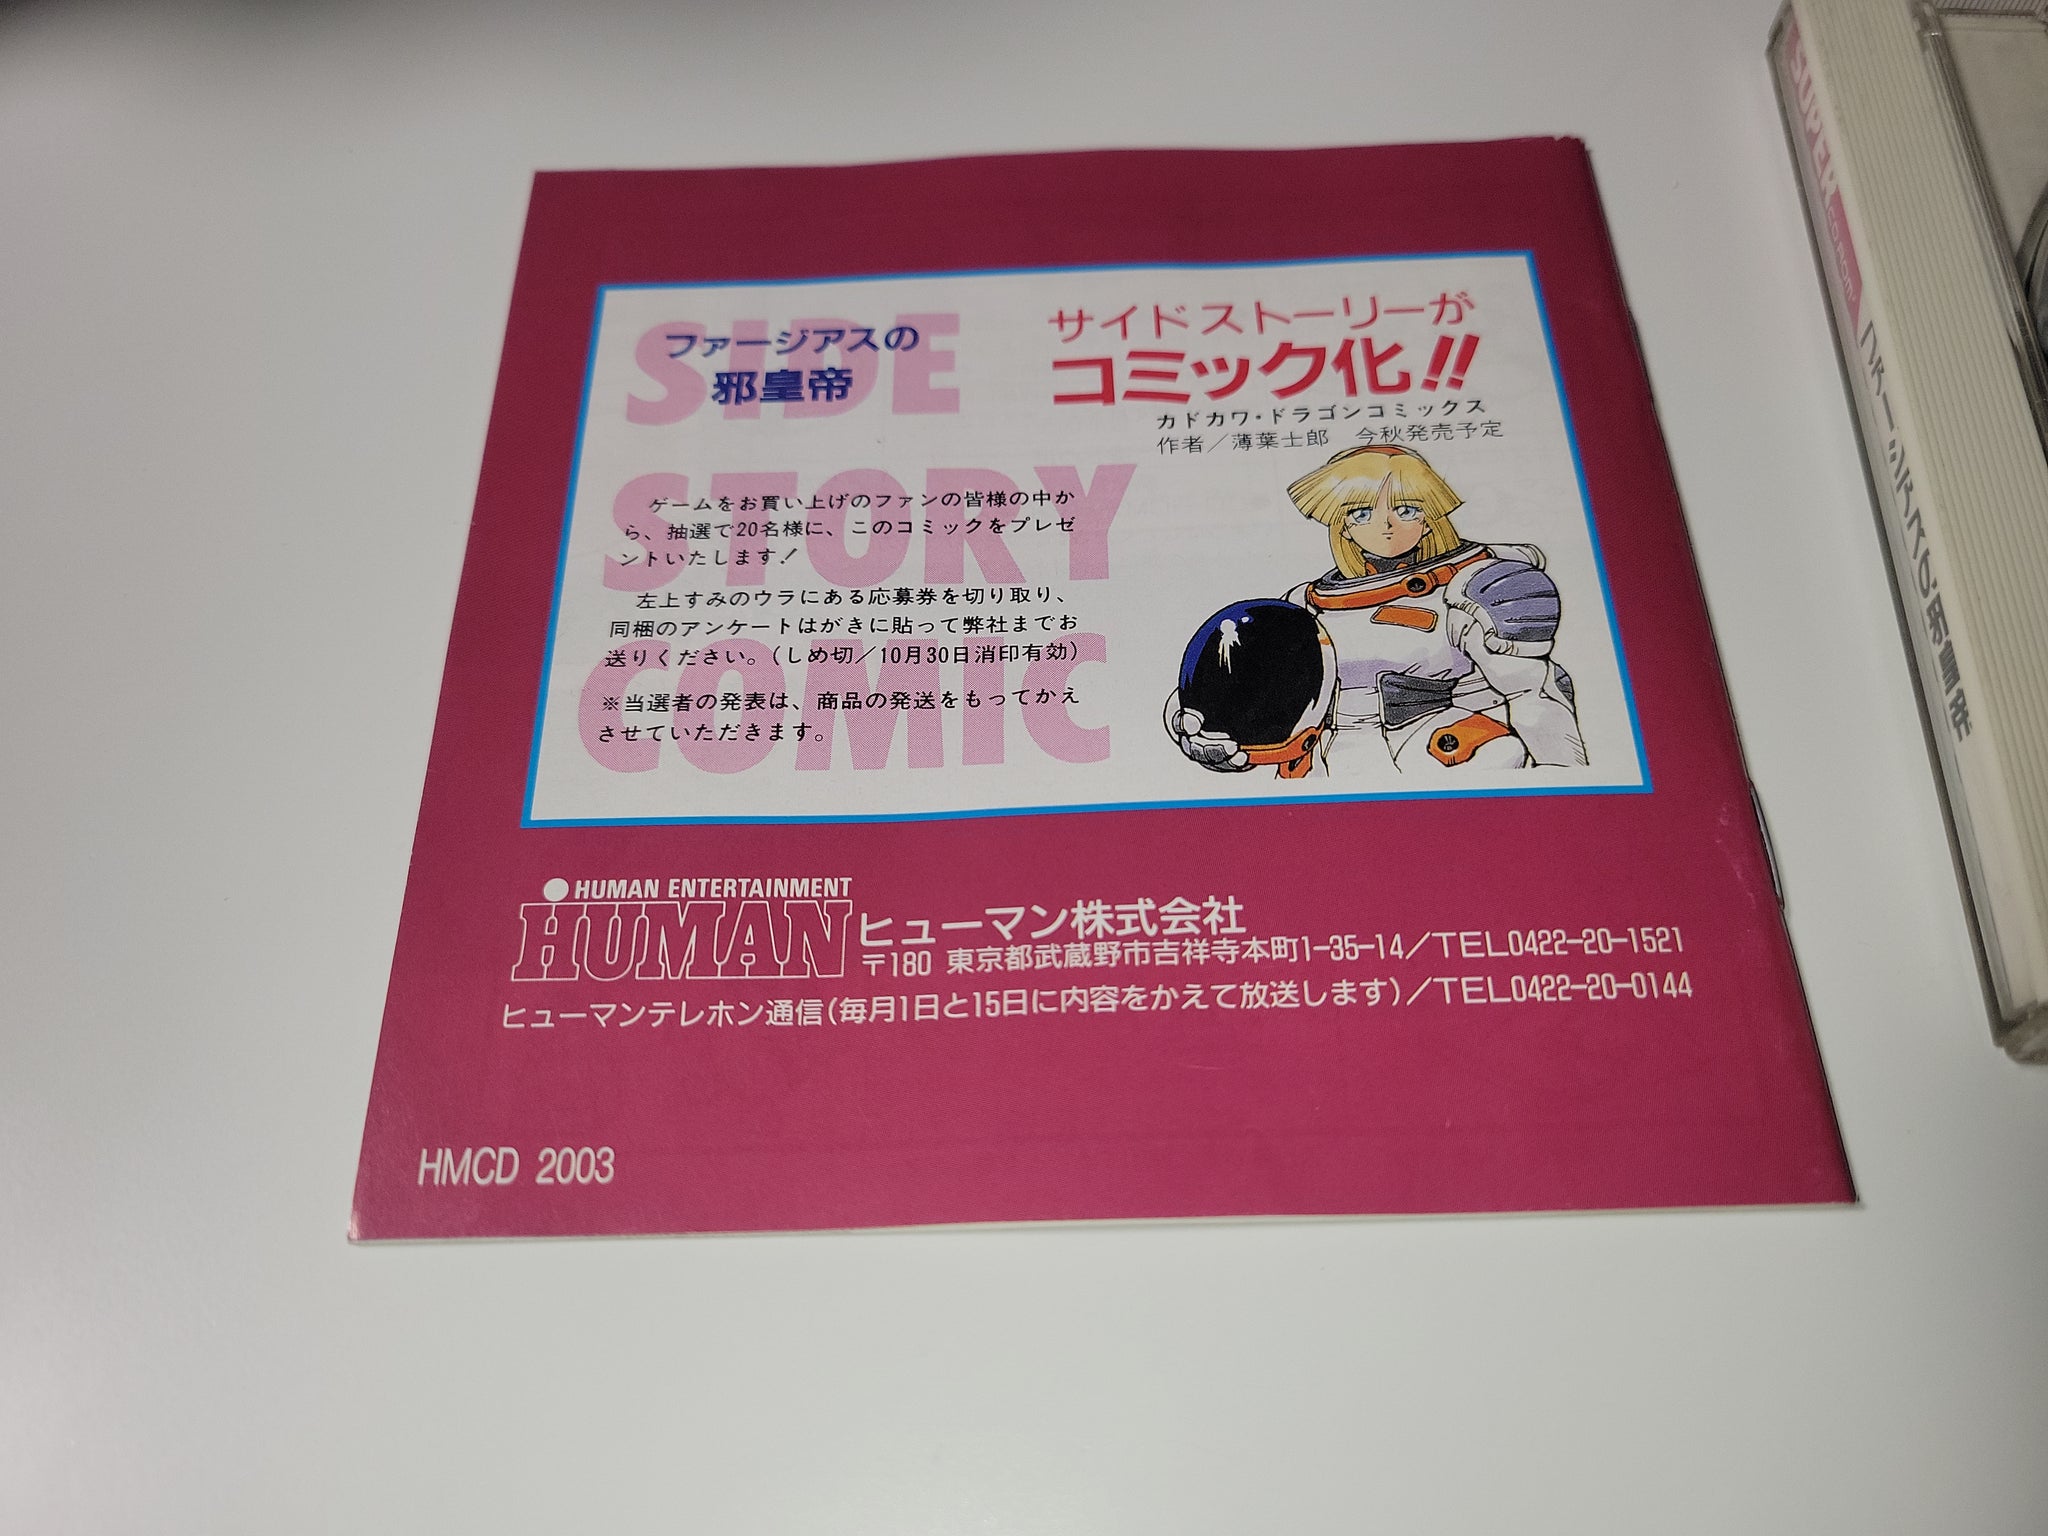 SIDE
STORY
COMIC
ファージアスの
邪皇帝
サイドストーリーが
コミック化!!
カドカワ・ドラゴンコミックス
作者／薄葉士郎　今秋発売予定
ゲームをお買い上げのファンの皆様の中か
ら、抽選で20名様に、このコミックをプレゼ
ントいたします！
左上すみのウラにある応募券を切り取り、
同梱のアンケートはがきに貼って弊社までお
送りください。(しめ切／10月30日消印有効)
※当選者の発表は、商品の発送をもってかえ
させていただきます。
HUMAN ENTERTAINMENT
HUMAN
ヒューマン株式会社
〒180 東京都武蔵野市吉祥寺本町1-35-14／TEL0422-20-1521
ヒューマンテレホン通信(毎月1日と15日に内容をかえて放送します)／TEL0422-20-0144
HMCD 2003
SUPER CD-ROM²
ファージアスの邪皇帝